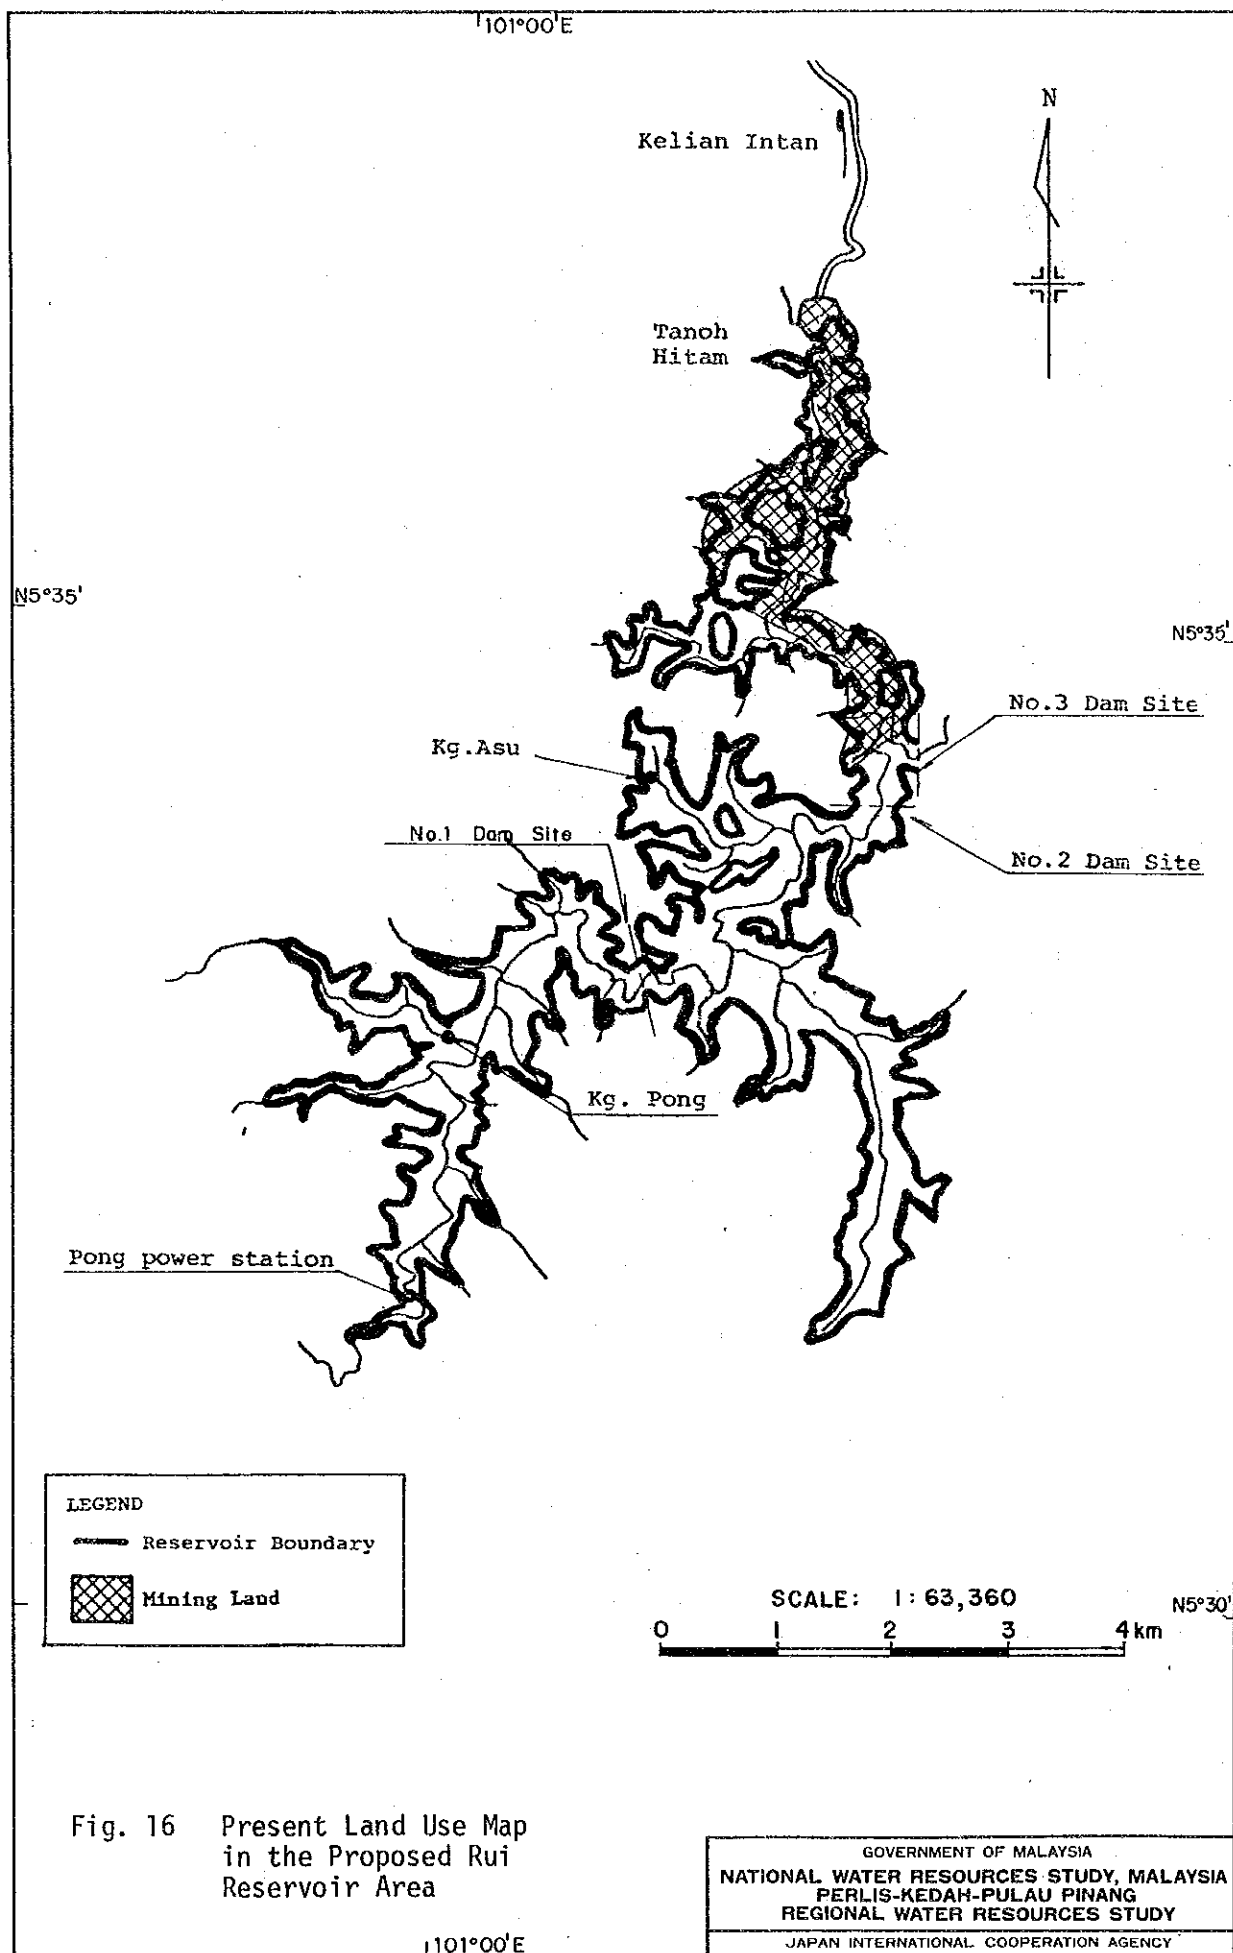 101°00'E
N
Kelian Intan
Tanoh
Hitam
N5°35'
N5°35'
No.3 Dam Site
Kg.Asu
No.1 Dam Site
No.2 Dam Site
Kg. Pong
Pong power station
LEGEND
Reservoir Boundary
Mining Land
SCALE: 1:63,360
N5°30'
0 1 2 3 4 km
Fig. 16 Present Land Use Map
in the Proposed Rui
Reservoir Area
GOVERNMENT OF MALAYSIA
NATIONAL WATER RESOURCES STUDY, MALAYSIA
PERLIS-KEDAH-PULAU PINANG
REGIONAL WATER RESOURCES STUDY
JAPAN INTERNATIONAL COOPERATION AGENCY
101°00'E